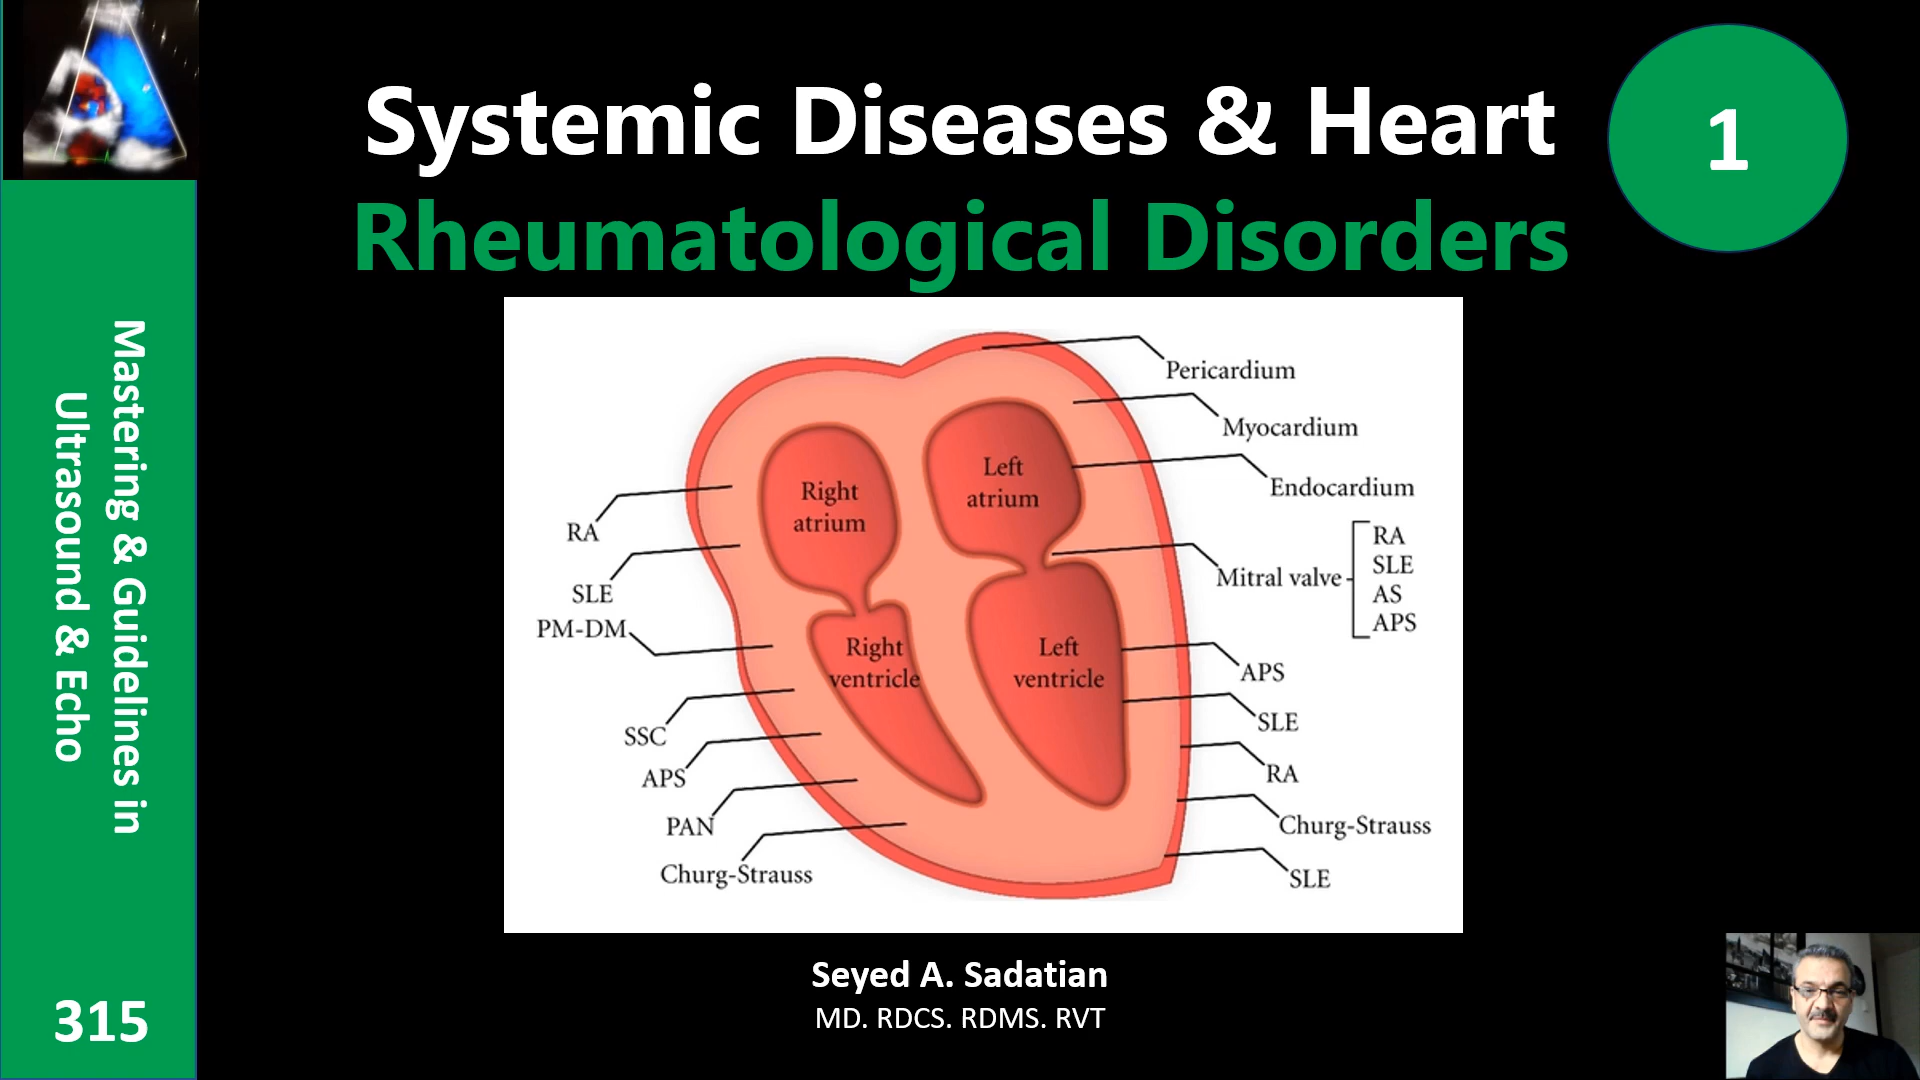 Systemic Diseases & Heart
Rheumatological Disorders
1
Mastering & Guidelines in
Ultrasound & Echo
315
Pericardium
Myocardium
Endocardium
Mitral valve
RA
SLE
AS
APS
APS
SLE
RA
Churg-Strauss
SLE
Right
atrium
Left
atrium
Right
ventricle
Left
ventricle
RA
SLE
PM-DM
SSC
APS
PAN
Churg-Strauss
Seyed A. Sadatian
MD. RDCS. RDMS. RVT